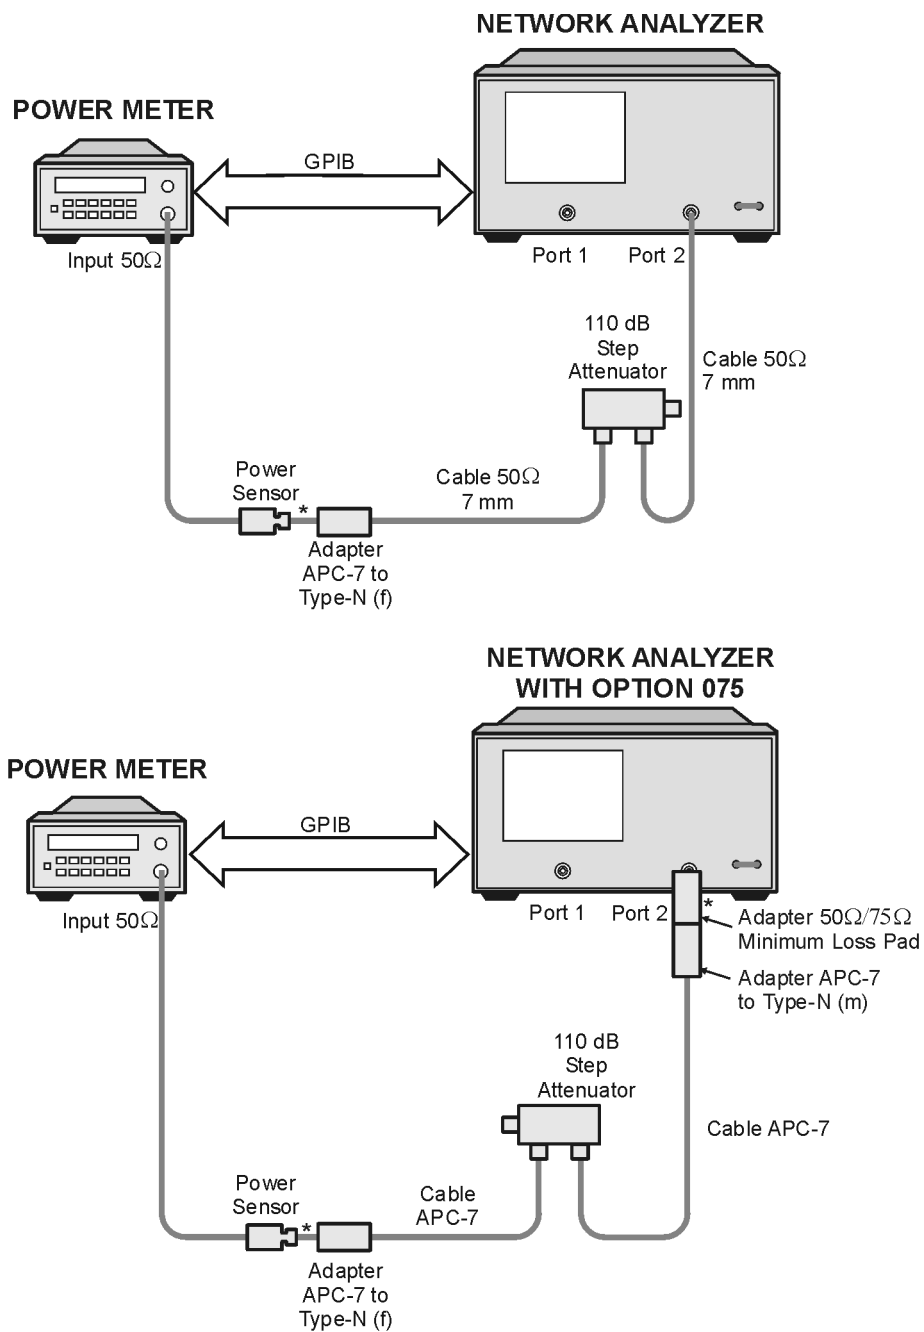 NETWORK ANALYZER
POWER METER
GPIB
Port 1
Port 2
Input 50Ω
110 dB
Step
Attenuator
Cable 50Ω
7 mm
Power
Sensor
*
Cable 50Ω
7 mm
Adapter
APC-7 to
Type-N (f)
NETWORK ANALYZER
WITH OPTION 075
POWER METER
GPIB
Port 1
Port 2
*
Input 50Ω
Adapter 50Ω/75Ω
Minimum Loss Pad
Adapter APC-7
to Type-N (m)
110 dB
Step
Attenuator
Cable APC-7
Power
Sensor
*
Cable
APC-7
Adapter
APC-7 to
Type-N (f)